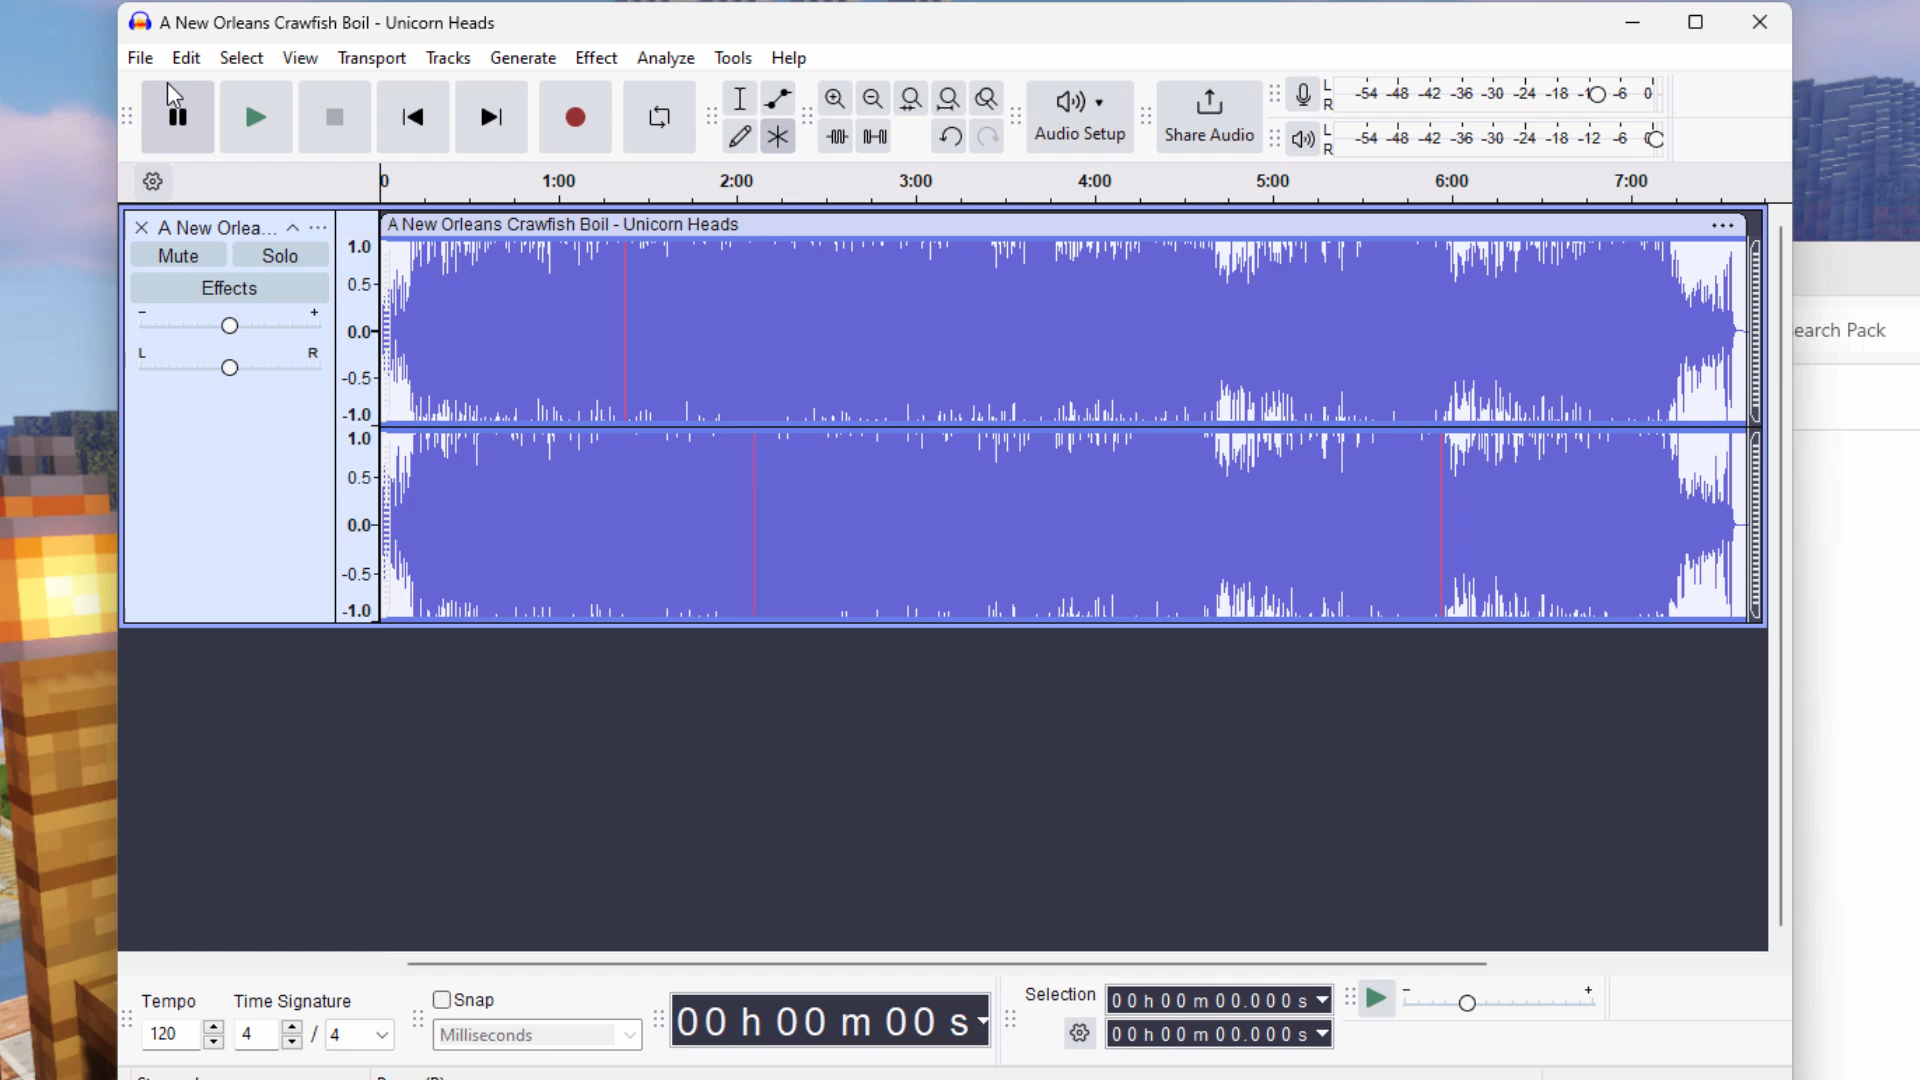 A New Orleans Crawfish Boil - Unicorn Heads
File Edit Select View Transport Tracks Generate Effect Analyze Tools Help
Audio Setup
Share Audio
L R -54 -48 -42 -36 -30 -24 -18 -6 0
L R -54 -48 -42 -36 -30 -24 -18 -12 -6
0 1:00 2:00 3:00 4:00 5:00 6:00 7:00
A New Orlea...
Mute Solo
Effects
- +
L R
A New Orleans Crawfish Boil - Unicorn Heads
1.0
0.5
0.0
-0.5
-1.0
1.0
0.5
0.0
-0.5
-1.0
earch Pack
Tempo
120
Time Signature
4 / 4
Snap
Milliseconds
00 h 00 m 00 s
Selection
00 h 00 m 00.000 s
00 h 00 m 00.000 s
- +